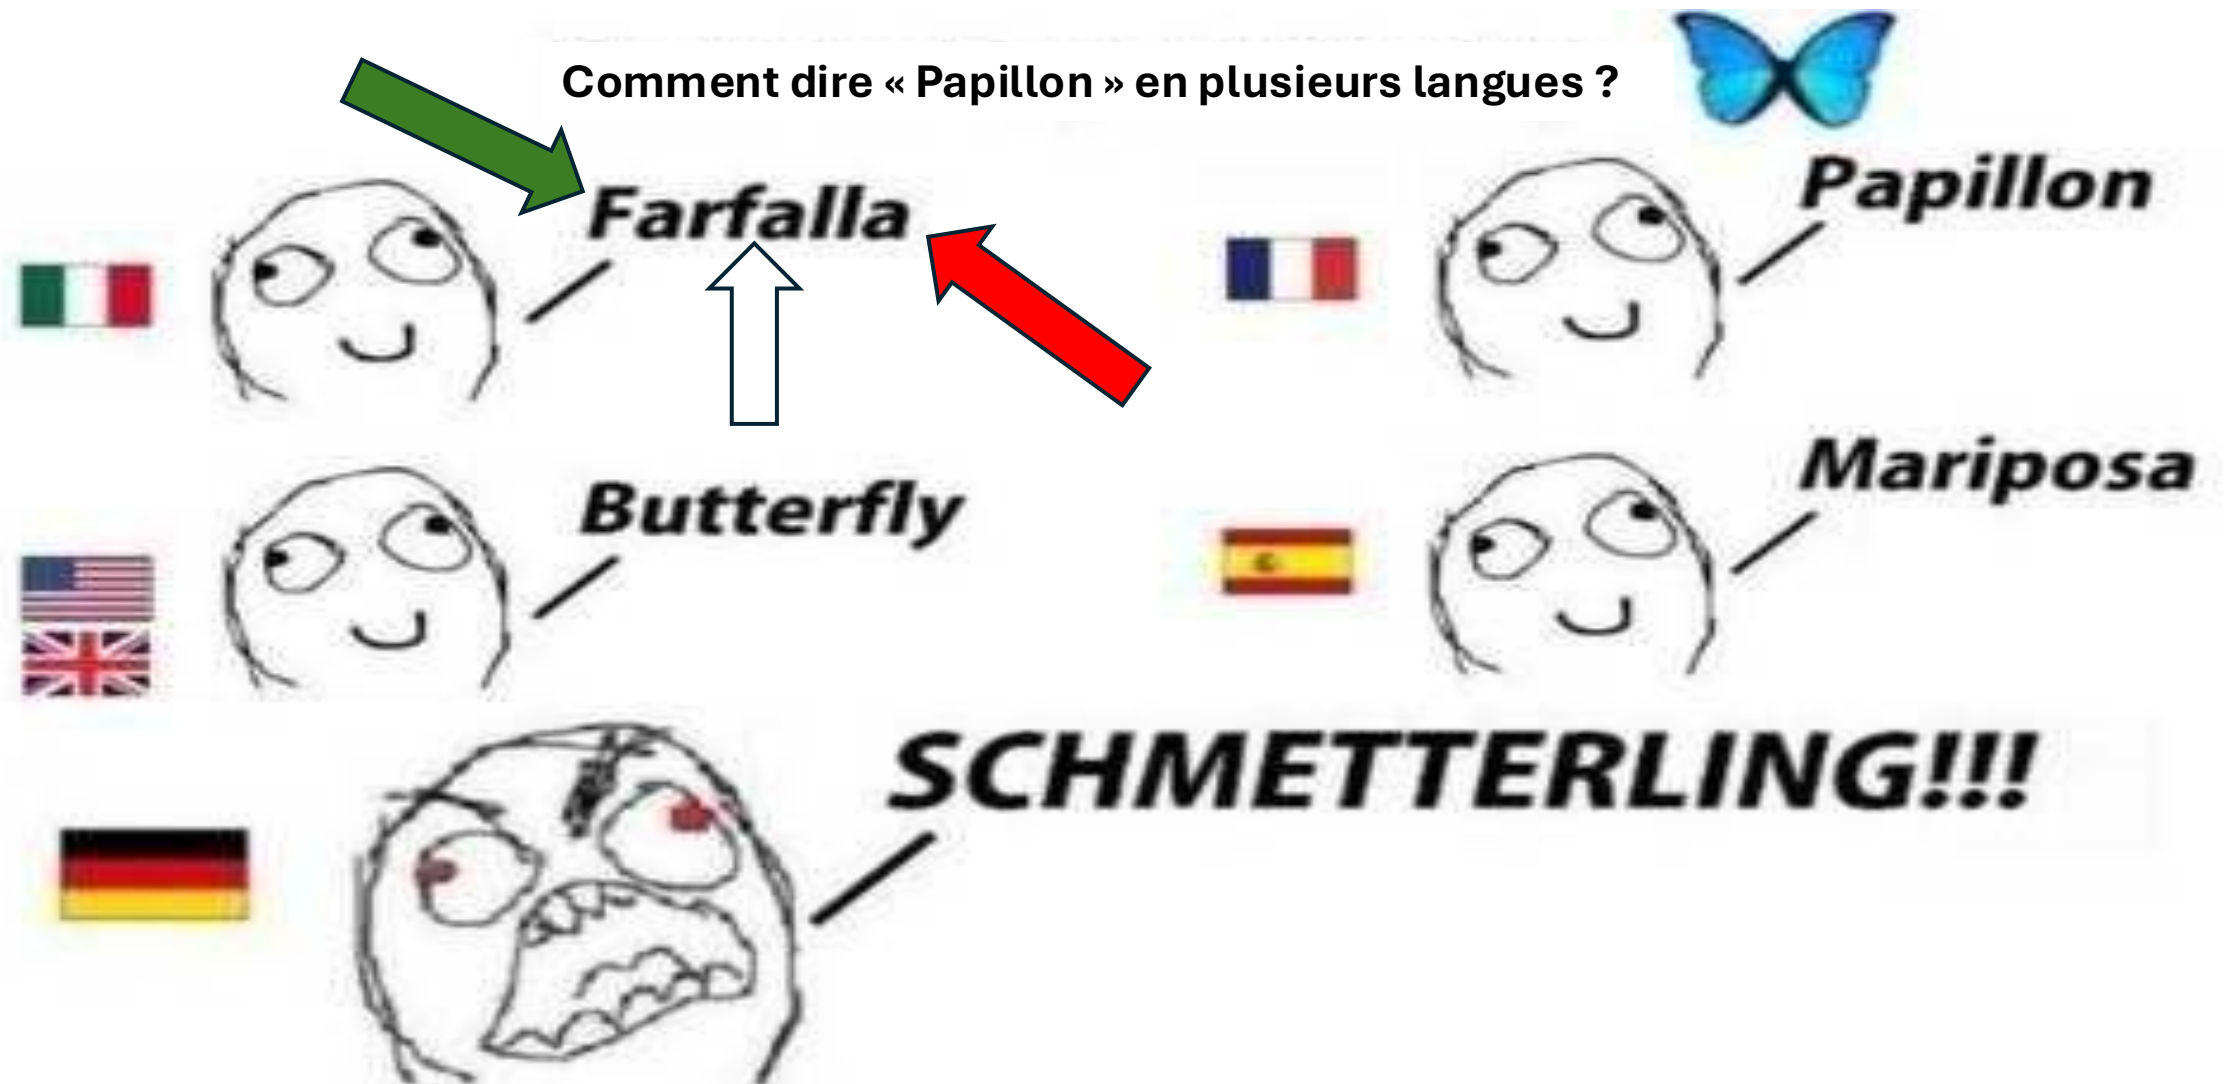 Comment dire « Papillon » en plusieurs langues ?
Farfalla
Papillon
Butterfly
Mariposa
SCHMETTERLING!!!